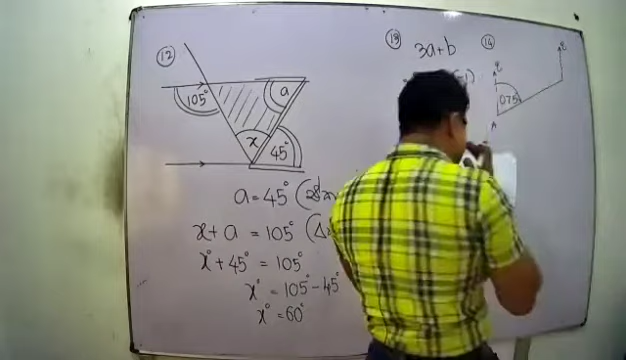 12
105°
a
x
45°
a = 45°
x + a = 105°
x° + 45° = 105°
x° = 105° - 45°
x° = 60°
13
3a+b
14
075°
A